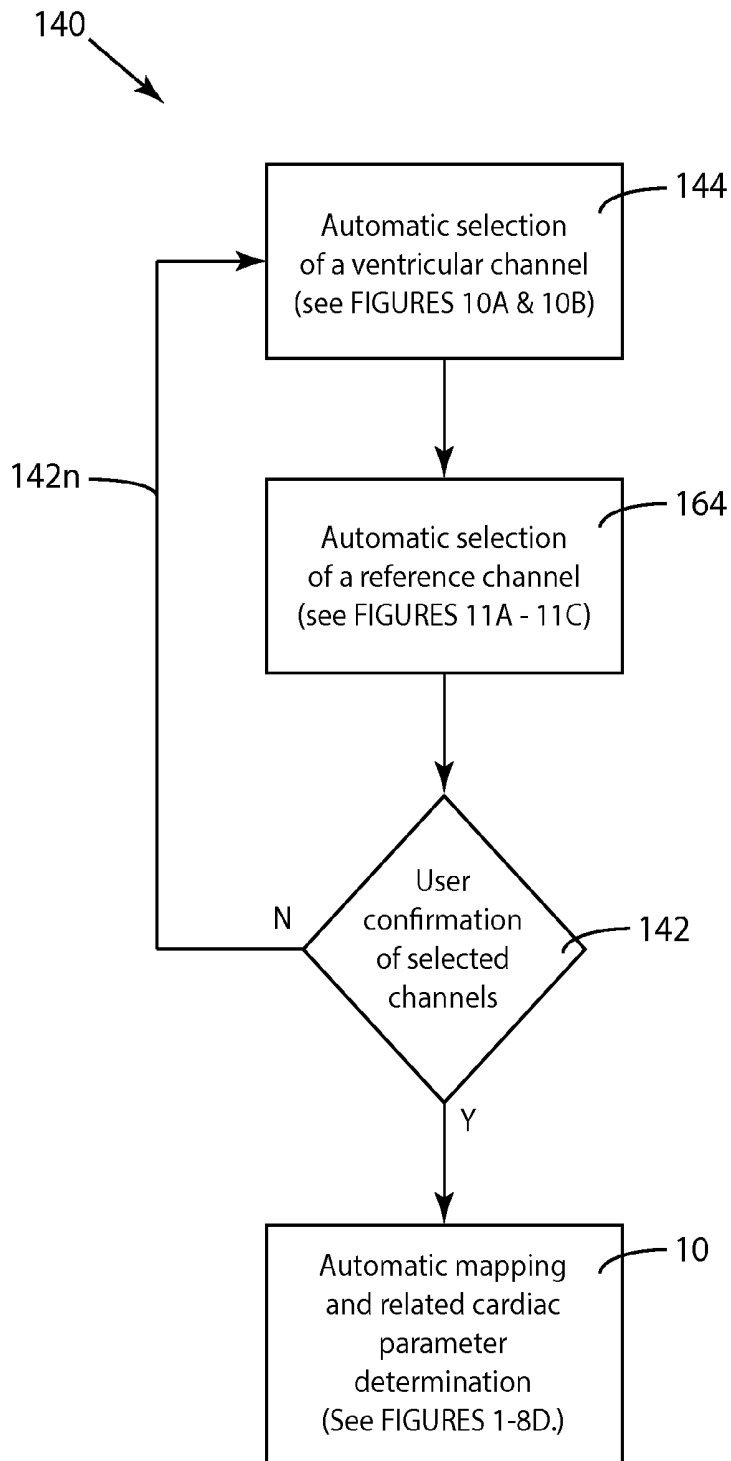 140
144
Automatic selection
of a ventricular channel
(see FIGURES 10A & 10B)
142n
164
Automatic selection
of a reference channel
(see FIGURES 11A - 11C)
User
confirmation
of selected
channels
N
142
Y
10
Automatic mapping
and related cardiac
parameter
determination
(See FIGURES 1-8D.)